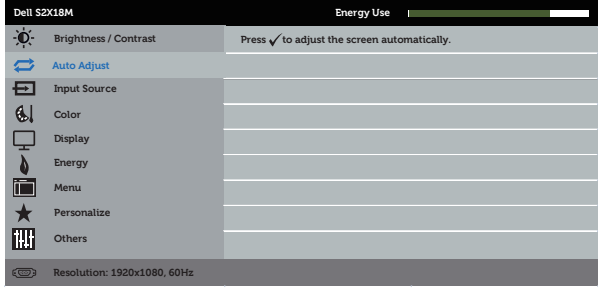 Dell S2X18M
Energy Use
Brightness / Contrast
Press ✓ to adjust the screen automatically.
Auto Adjust
Input Source
Color
Display
Energy
Menu
Personalize
Others
Resolution: 1920x1080, 60Hz